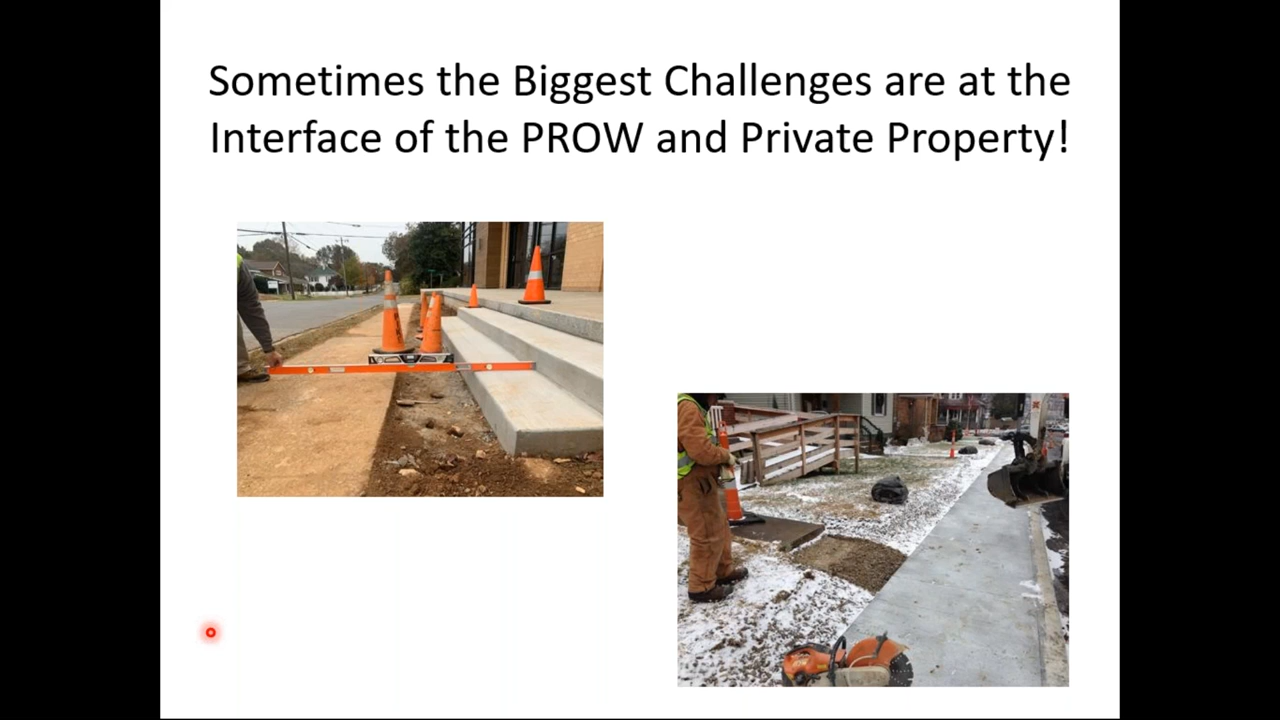 Sometimes the Biggest Challenges are at the
Interface of the PROW and Private Property!